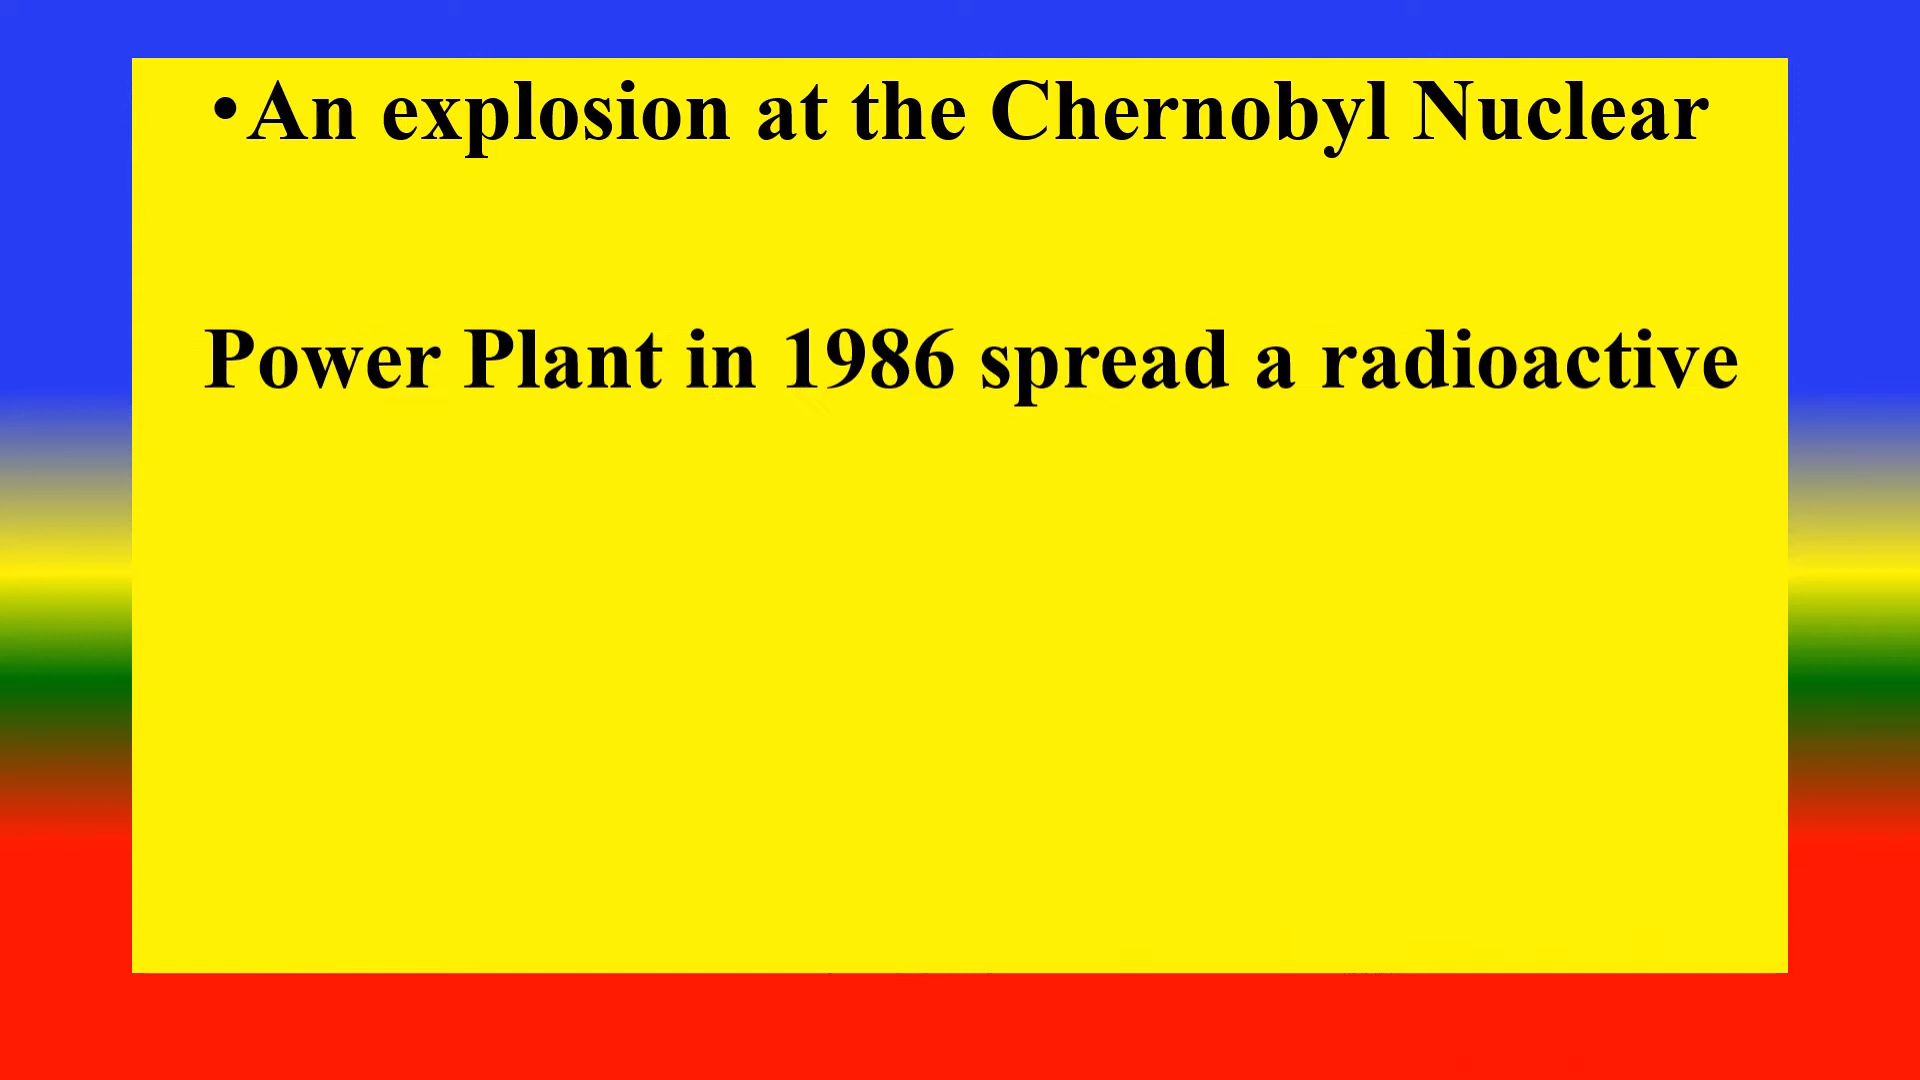 •An explosion at the Chernobyl Nuclear
Power Plant in 1986 spread a radioactive